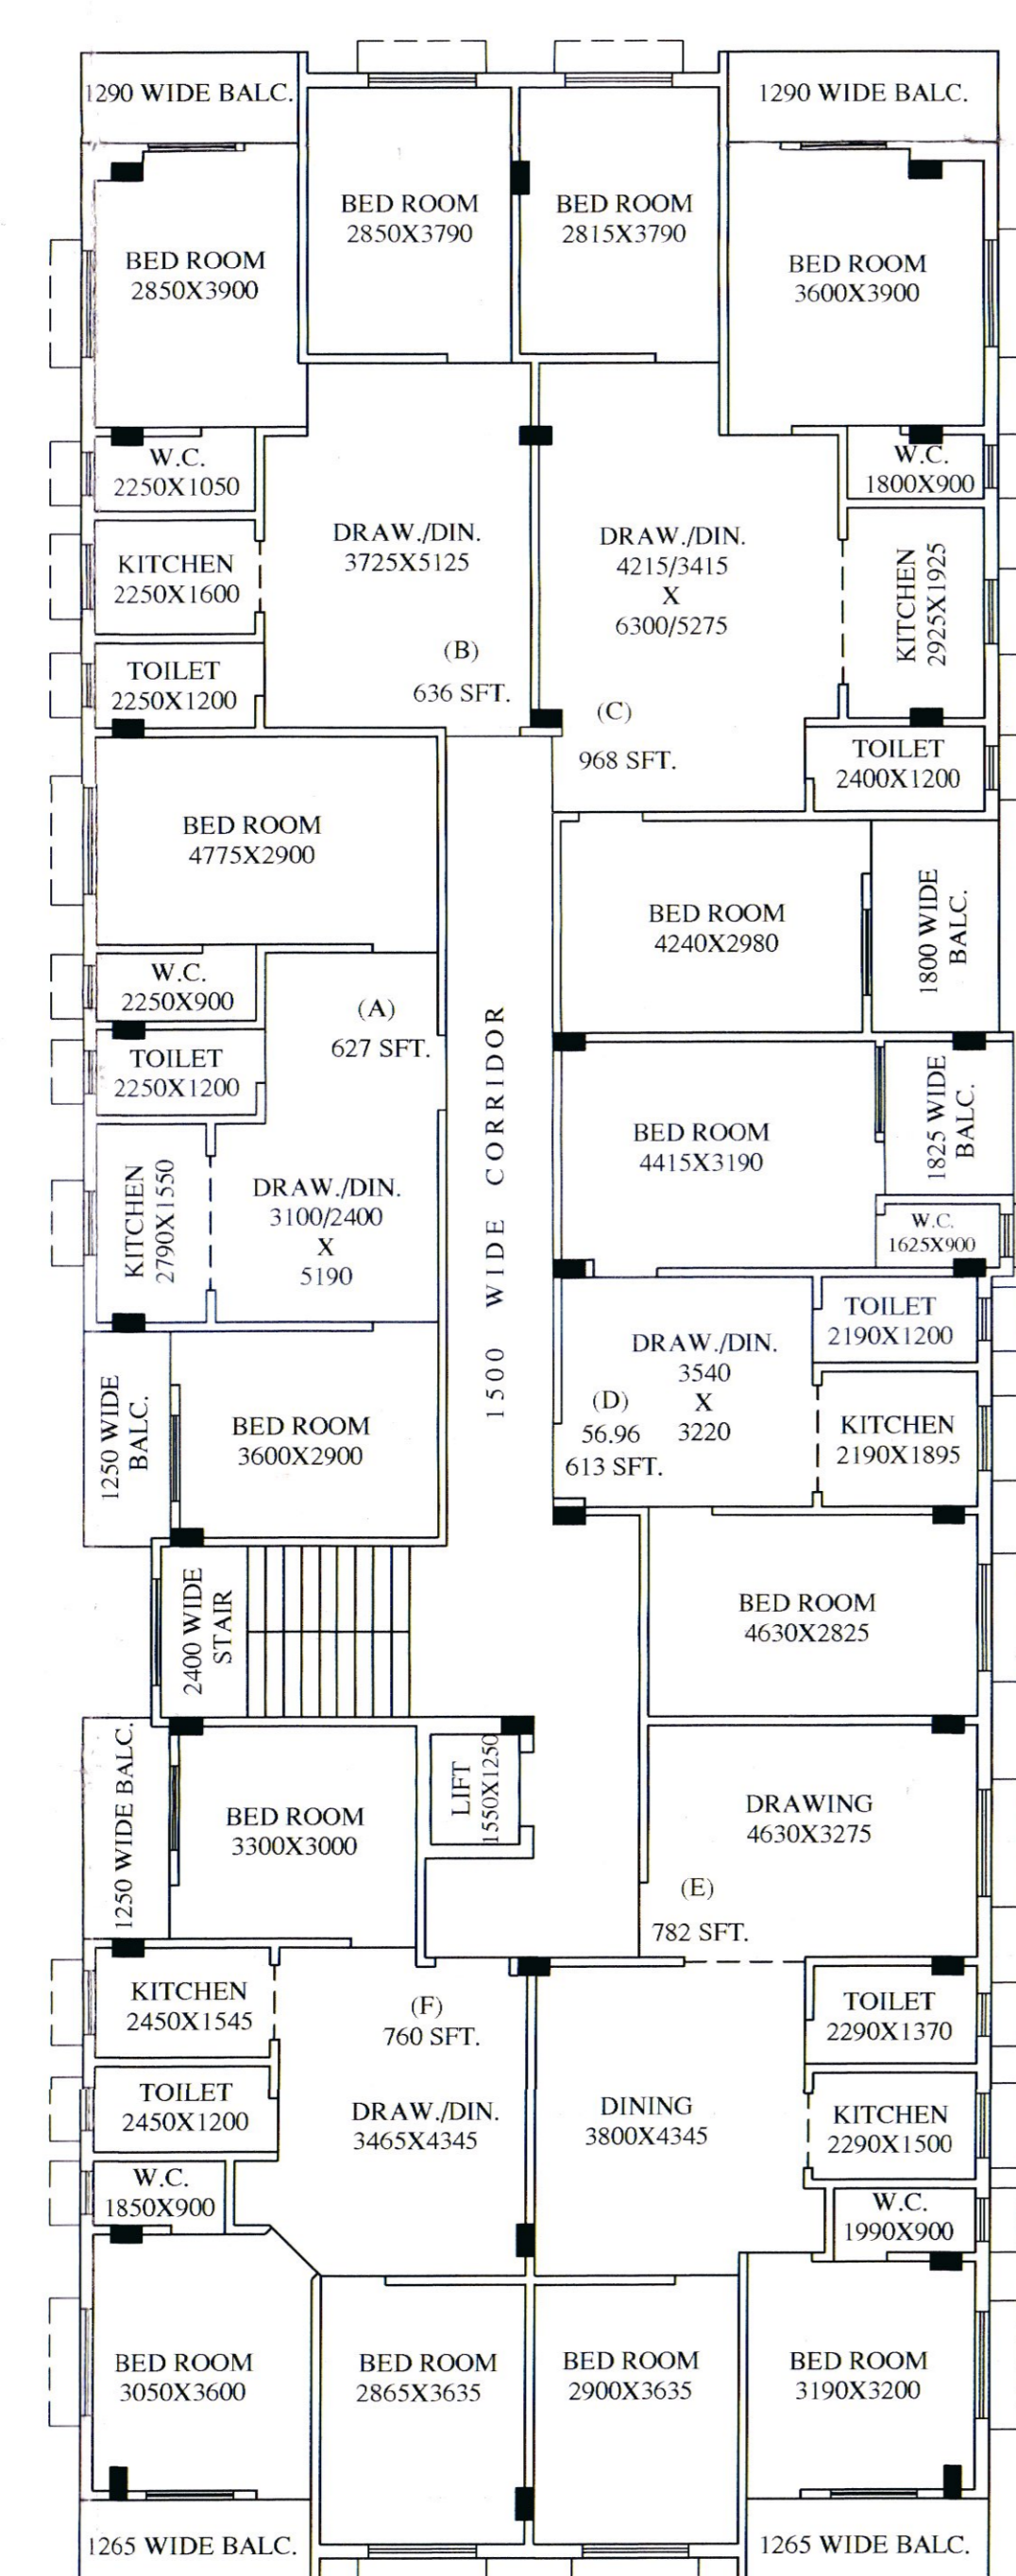 1290 WIDE BALC.
1290 WIDE BALC.
BED ROOM
2850X3790
BED ROOM
2815X3790
BED ROOM
2850X3900
BED ROOM
3600X3900
W.C.
2250X1050
W.C.
1800X900
DRAW./DIN.
3725X5125
DRAW./DIN.
4215/3415
X
6300/5275
KITCHEN
2250X1600
KITCHEN
2925X1925
(B)
636 SFT.
TOILET
2250X1200
(C)
968 SFT.
TOILET
2400X1200
BED ROOM
4775X2900
BED ROOM
4240X2980
1800 WIDE
BALC.
W.C.
2250X900
(A)
627 SFT.
TOILET
2250X1200
1500 WIDE CORRIDOR
BED ROOM
4415X3190
1825 WIDE
BALC.
KITCHEN
2790X1550
DRAW./DIN.
3100/2400
X
5190
W.C.
1625X900
TOILET
2190X1200
DRAW./DIN.
3540
X
3220
(D)
56.96
613 SFT.
KITCHEN
2190X1895
1250 WIDE
BALC.
BED ROOM
3600X2900
2400 WIDE
STAIR
BED ROOM
4630X2825
1250 WIDE BALC.
BED ROOM
3300X3000
LIFT
1550X1250
DRAWING
4630X3275
(E)
782 SFT.
KITCHEN
2450X1545
(F)
760 SFT.
TOILET
2290X1370
TOILET
2450X1200
DRAW./DIN.
3465X4345
DINING
3800X4345
KITCHEN
2290X1500
W.C.
1850X900
W.C.
1990X900
BED ROOM
3050X3600
BED ROOM
2865X3635
BED ROOM
2900X3635
BED ROOM
3190X3200
1265 WIDE BALC.
1265 WIDE BALC.